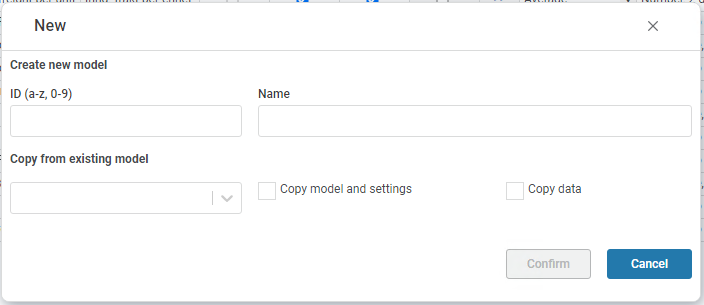 New
Create new model
ID (a-z, 0-9)
Name
Copy from existing model
Copy model and settings
Copy data
Confirm
Cancel